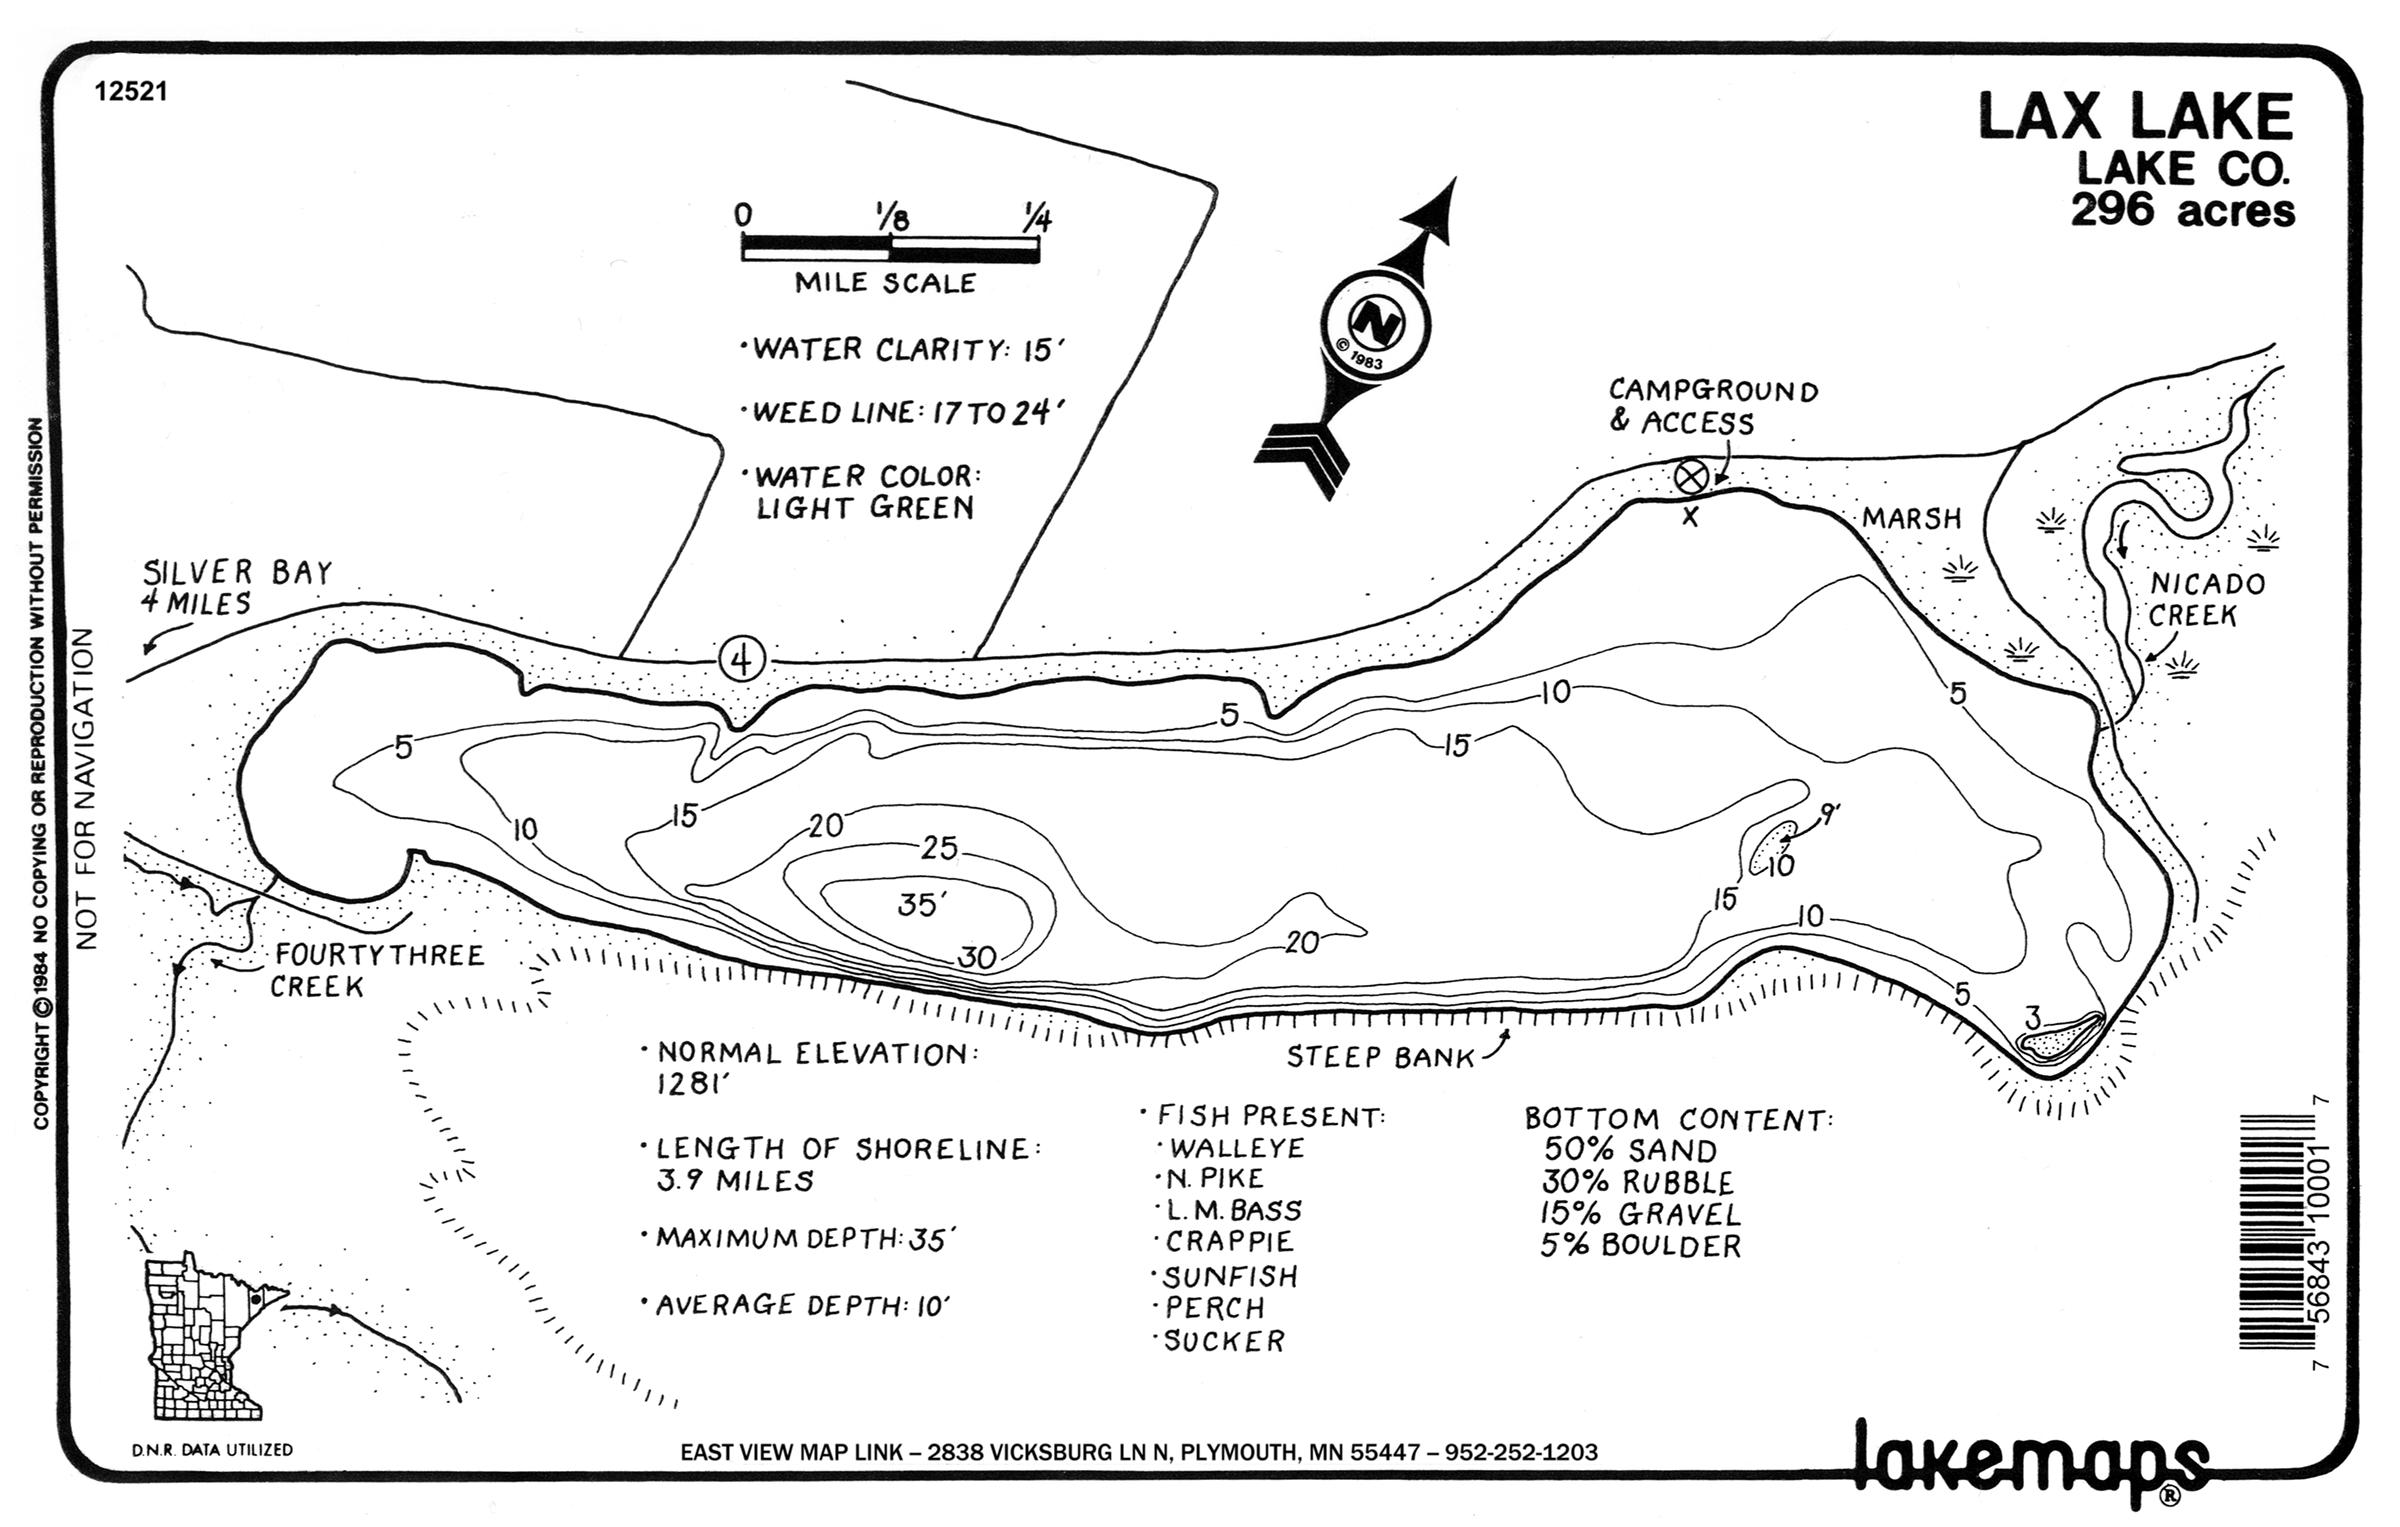 12521
LAX LAKE
LAKE CO.
296 acres
0 1/8 1/4
MILE SCALE
•WATER CLARITY: 15'
•WEED LINE: 17 TO 24'
•WATER COLOR:
LIGHT GREEN
N
© 1983
CAMPGROUND
& ACCESS
X
MARSH
NICADO
CREEK
SILVER BAY
4 MILES
4
5
5
10
5
15
5
10
15
20
25
35'
30
20
9'
10
15
10
5
3
FOURTYTHREE
CREEK
STEEP BANK
•NORMAL ELEVATION:
1281'
•LENGTH OF SHORELINE:
3.9 MILES
•MAXIMUM DEPTH: 35'
•AVERAGE DEPTH: 10'
•FISH PRESENT:
•WALLEYE
•N. PIKE
•L.M. BASS
•CRAPPIE
•SUNFISH
•PERCH
•SUCKER
BOTTOM CONTENT:
50% SAND
30% RUBBLE
15% GRAVEL
5% BOULDER
COPYRIGHT © 1984 NO COPYING OR REPRODUCTION WITHOUT PERMISSION
NOT FOR NAVIGATION
7 56843 10001 7
D.N.R. DATA UTILIZED
EAST VIEW MAP LINK – 2838 VICKSBURG LN N, PLYMOUTH, MN 55447 – 952-252-1203
lakemaps®